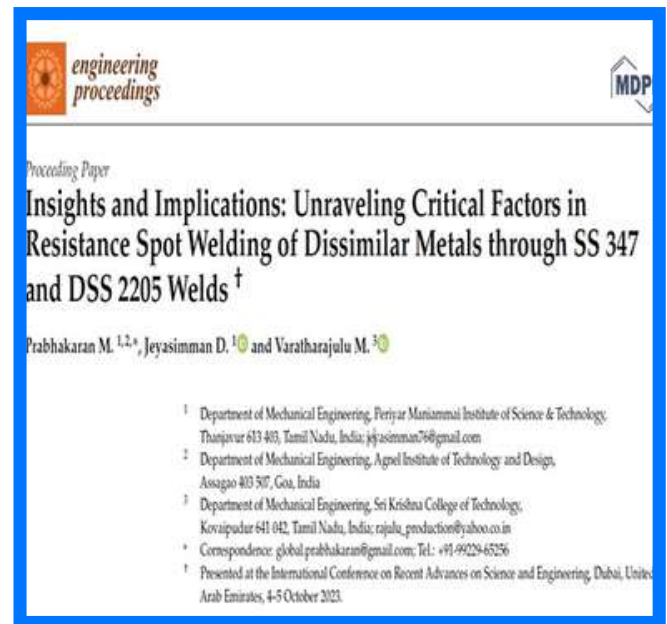 engineering
proceedings
MDP
Proceeding Paper
Insights and Implications: Unraveling Critical Factors in
Resistance Spot Welding of Dissimilar Metals through SS 347
and DSS 2205 Welds †
Prabhakaran M. 1,2,*, Jeyasimman D. 1 and Varatharajulu M. 3
1 Department of Mechanical Engineering, Periyar Maniammai Institute of Science & Technology,
Thanjavur 613 403, Tamil Nadu, India; jeyasimman76@gmail.com
2 Department of Mechanical Engineering, Agnel Institute of Technology and Design,
Assagao 403 507, Goa, India
3 Department of Mechanical Engineering, Sri Krishna College of Technology,
Kovaipudur 641 042, Tamil Nadu, India; rajulu_production@yahoo.co.in
* Correspondence: global.prabhakaran@gmail.com; Tel.: +91-99229-65256
† Presented at the International Conference on Recent Advances on Science and Engineering, Dubai, United
Arab Emirates, 4–5 October 2023.